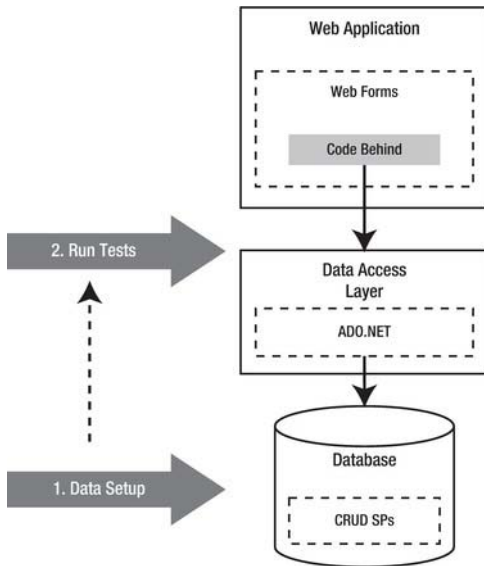 Web Application
Web Forms
Code Behind
2. Run Tests
Data Access
Layer
ADO.NET
1. Data Setup
Database
CRUD SPs